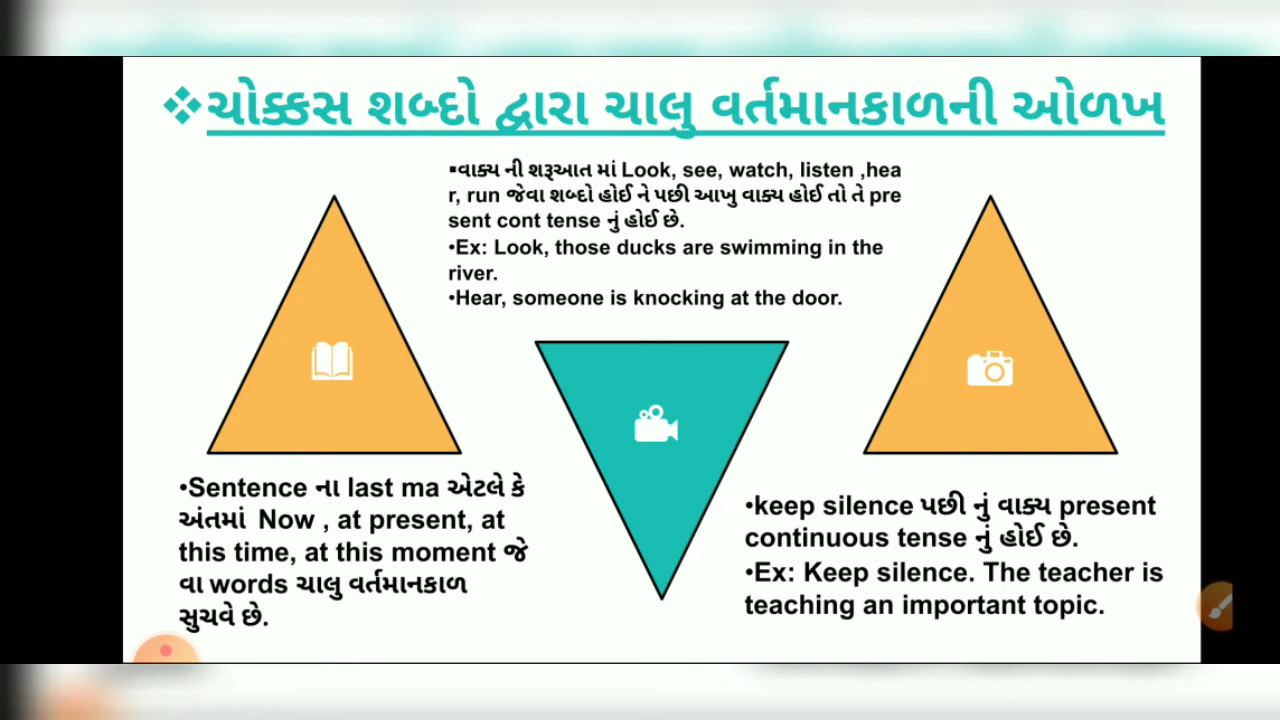 ❖ચોક્કસ શબ્દો દ્વારા ચાલુ વર્તમાનકાળની ઓળખ
▪વાક્ય ની શરૂઆત માં Look, see, watch, listen ,hea
r, run જેવા શબ્દો હોઈ ને પછી આખુ વાક્ય હોઈ તો તે pre
sent cont tense નું હોઈ છે.
•Ex: Look, those ducks are swimming in the
river.
•Hear, someone is knocking at the door.
•Sentence ના last ma એટલે કે
અંતમાં Now , at present, at
this time, at this moment જે
વા words ચાલુ વર્તમાનકાળ
સુચવે છે.
•keep silence પછી નું વાક્ય present
continuous tense નું હોઈ છે.
•Ex: Keep silence. The teacher is
teaching an important topic.